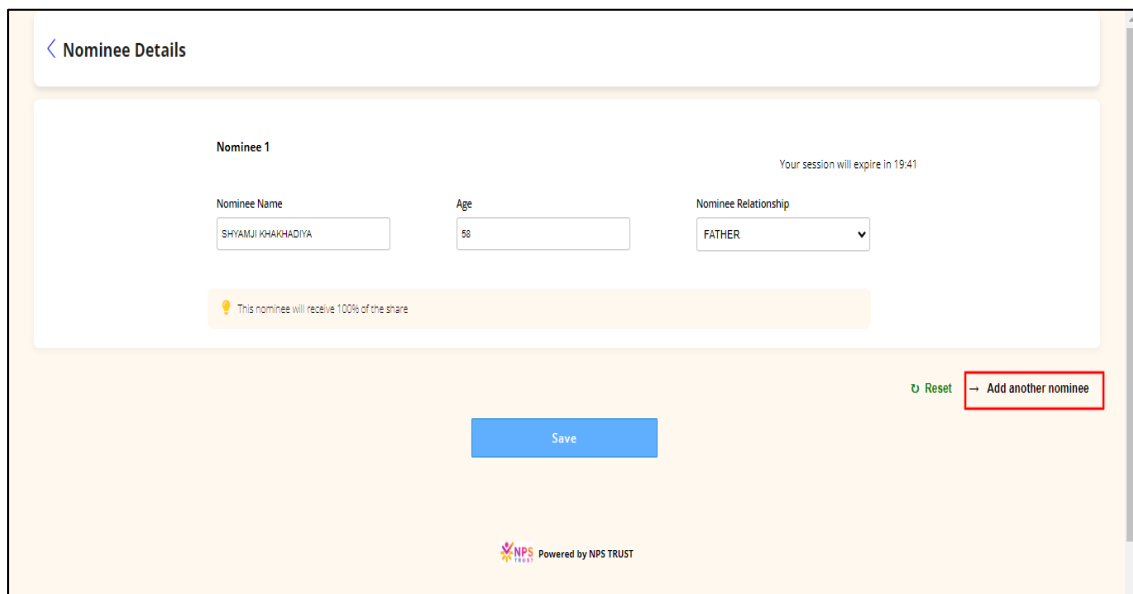 Nominee Details
Nominee 1
Your session will expire in 19:41
Nominee Name
Age
Nominee Relationship
SHYAMJI KHAKHADIYA
58
FATHER
This nominee will receive 100% of the share
Reset
→ Add another nominee
Save
NPS TRUST
Powered by NPS TRUST